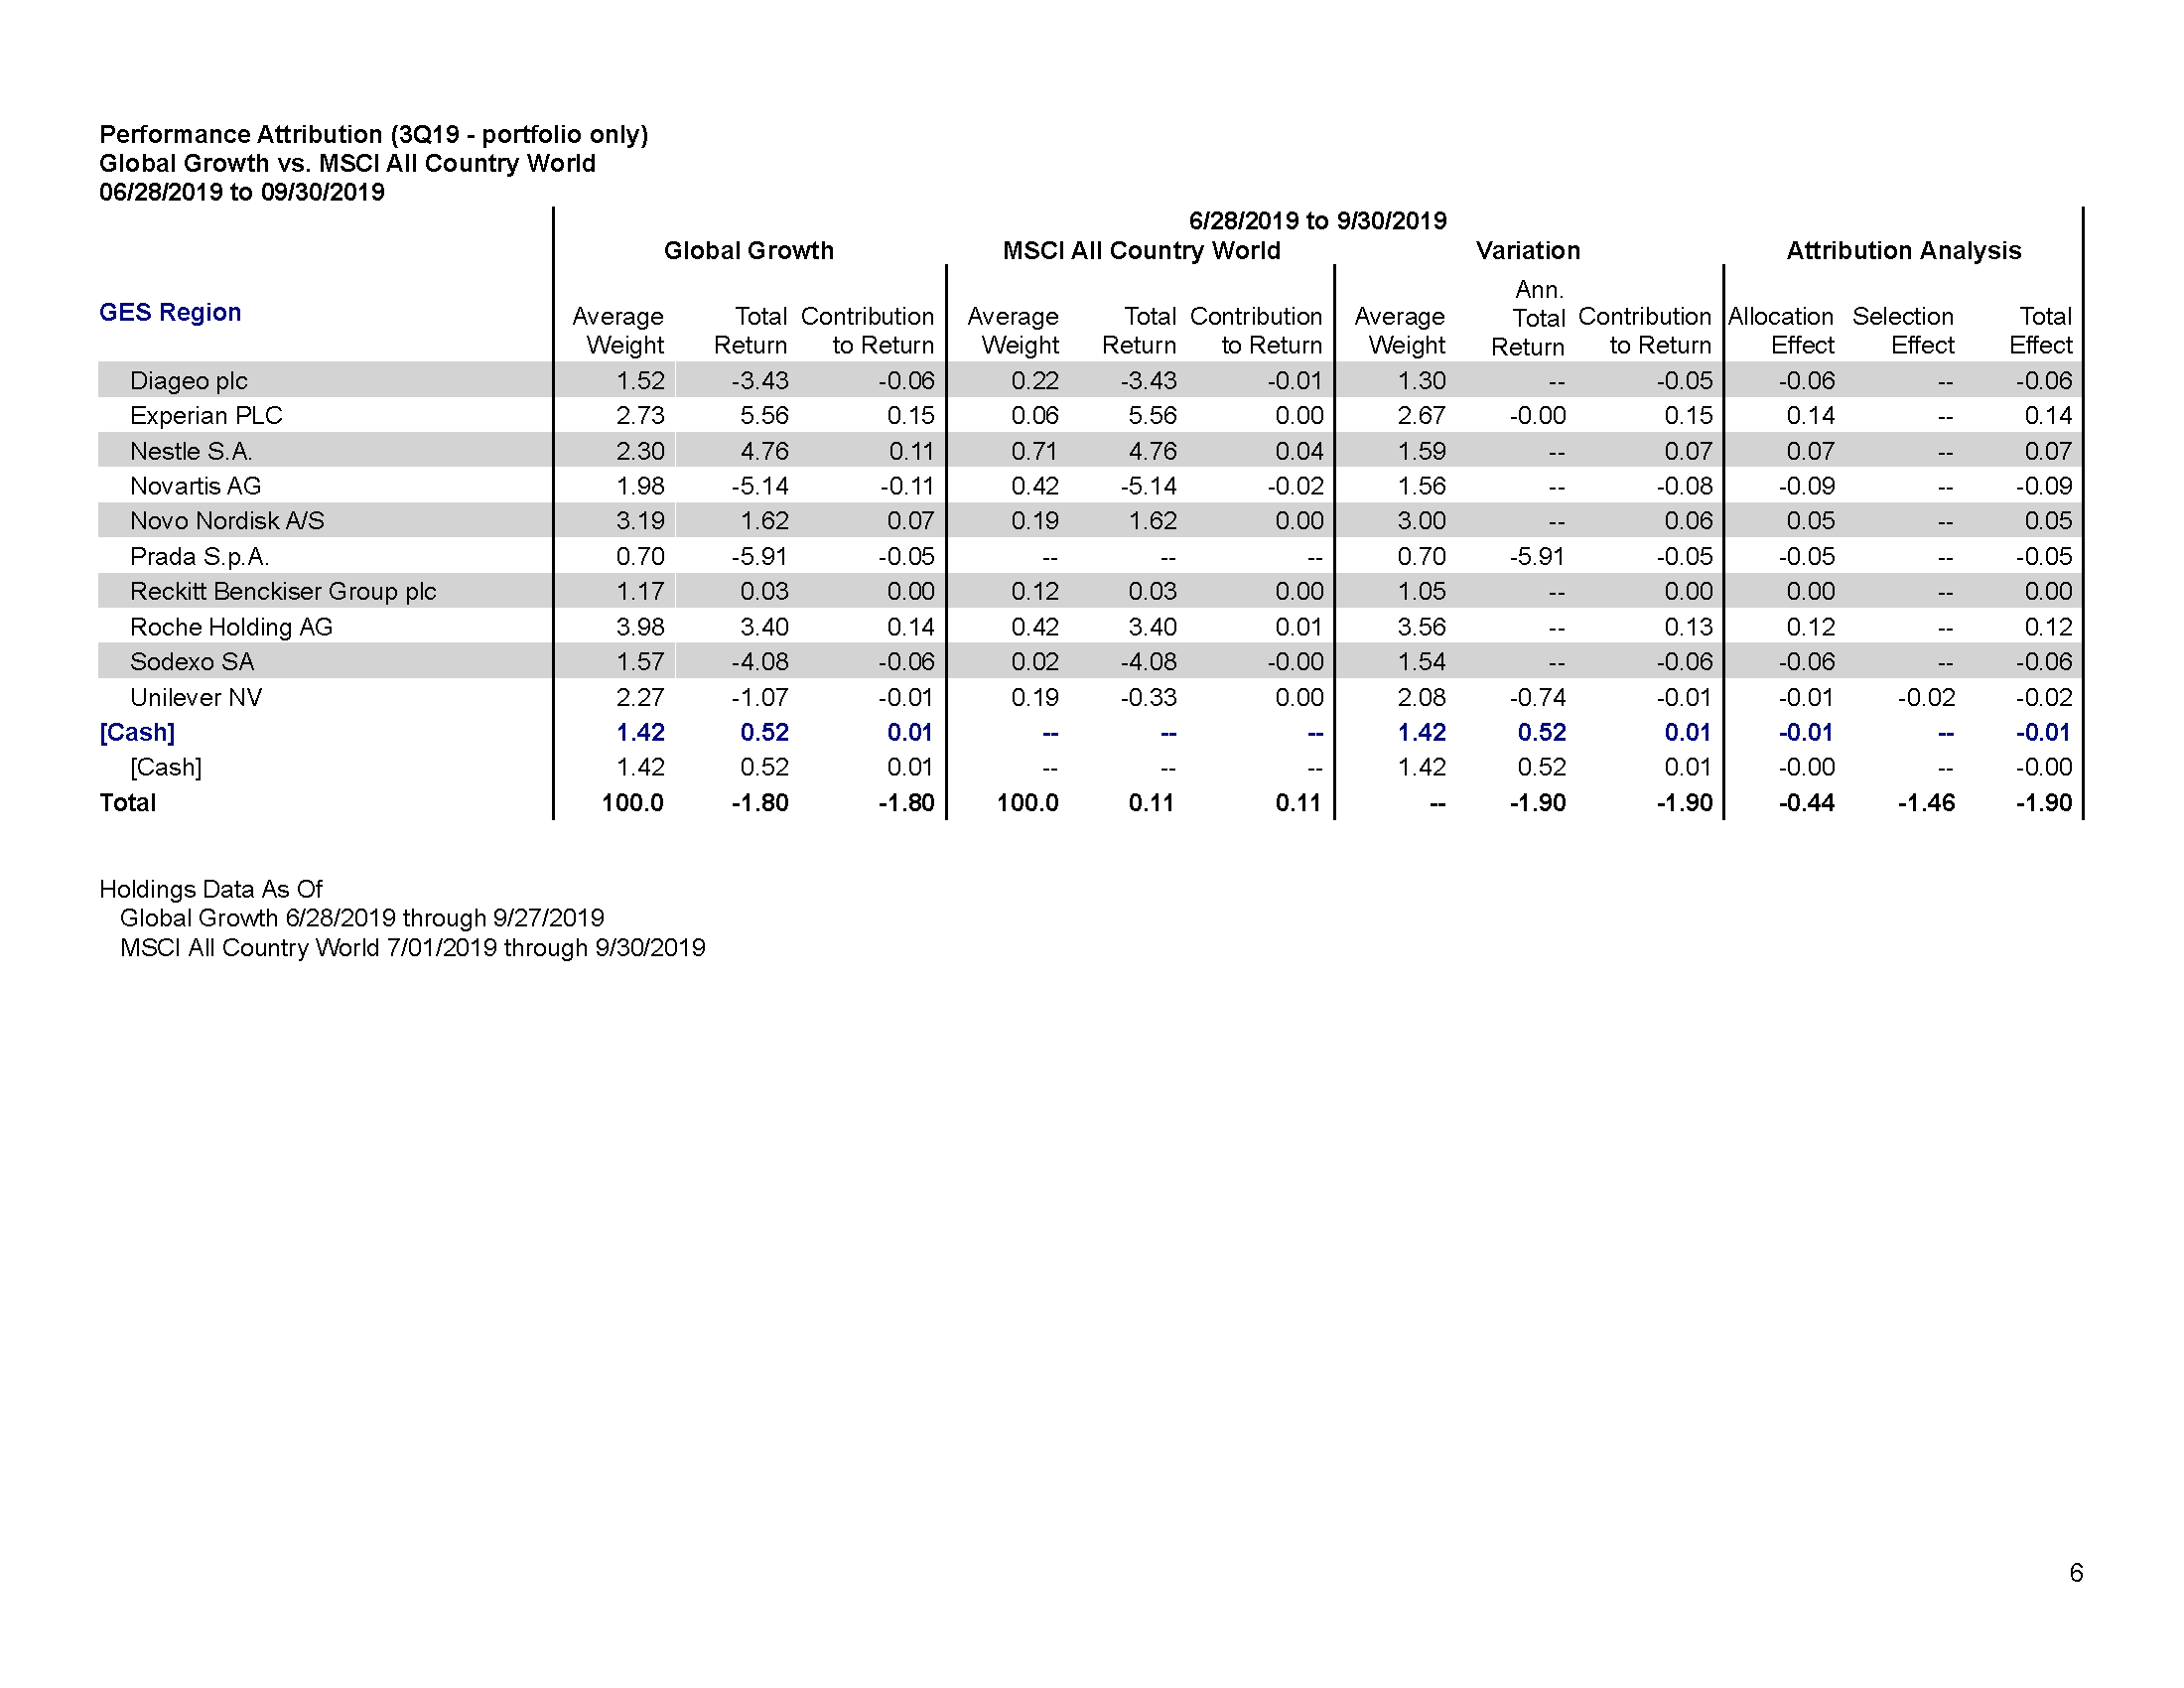 Performance Attribution (3Q19 - portfolio only)
Global Growth vs. MSCI All Country World
06/28/2019 to 09/30/2019
6/28/2019 to 9/30/2019
Global Growth MSCI All Country World Variation Attribution Analysis
GES Region Average Weight Total Return Contribution to Return Average Weight Total Return Contribution to Return Average Weight Ann. Total Return Contribution to Return Allocation Effect Selection Effect Total Effect
Diageo plc 1.52 -3.43 -0.06 0.22 -3.43 -0.01 1.30 -- -0.05 -0.06 -- -0.06
Experian PLC 2.73 5.56 0.15 0.06 5.56 0.00 2.67 -0.00 0.15 0.14 -- 0.14
Nestle S.A. 2.30 4.76 0.11 0.71 4.76 0.04 1.59 -- 0.07 0.07 -- 0.07
Novartis AG 1.98 -5.14 -0.11 0.42 -5.14 -0.02 1.56 -- -0.08 -0.09 -- -0.09
Novo Nordisk A/S 3.19 1.62 0.07 0.19 1.62 0.00 3.00 -- 0.06 0.05 -- 0.05
Prada S.p.A. 0.70 -5.91 -0.05 -- -- -- 0.70 -5.91 -0.05 -0.05 -- -0.05
Reckitt Benckiser Group plc 1.17 0.03 0.00 0.12 0.03 0.00 1.05 -- 0.00 0.00 -- 0.00
Roche Holding AG 3.98 3.40 0.14 0.42 3.40 0.01 3.56 -- 0.13 0.12 -- 0.12
Sodexo SA 1.57 -4.08 -0.06 0.02 -4.08 -0.00 1.54 -- -0.06 -0.06 -- -0.06
Unilever NV 2.27 -1.07 -0.01 0.19 -0.33 0.00 2.08 -0.74 -0.01 -0.01 -0.02 -0.02
[Cash] 1.42 0.52 0.01 -- -- -- 1.42 0.52 0.01 -0.01 -- -0.01
[Cash] 1.42 0.52 0.01 -- -- -- 1.42 0.52 0.01 -0.00 -- -0.00
Total 100.0 -1.80 -1.80 100.0 0.11 0.11 -- -1.90 -1.90 -0.44 -1.46 -1.90
Holdings Data As Of
Global Growth 6/28/2019 through 9/27/2019
MSCI All Country World 7/01/2019 through 9/30/2019
6